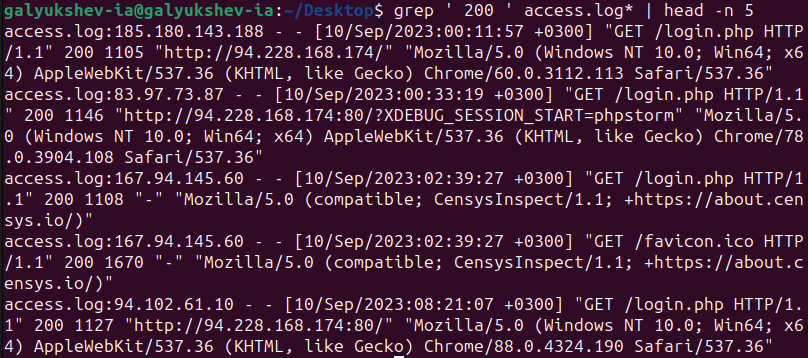 galyukshev-ia@galyukshev-ia:~/Desktop$ grep ' 200 ' access.log* | head -n 5
access.log:185.180.143.188 - - [10/Sep/2023:00:11:57 +0300] "GET /login.php HTTP
/1.1" 200 1105 "http://94.228.168.174/" "Mozilla/5.0 (Windows NT 10.0; Win64; x6
4) AppleWebKit/537.36 (KHTML, like Gecko) Chrome/60.0.3112.113 Safari/537.36"
access.log:83.97.73.87 - - [10/Sep/2023:00:33:19 +0300] "GET /login.php HTTP/1.1
" 200 1146 "http://94.228.168.174:80/?XDEBUG_SESSION_START=phpstorm" "Mozilla/5.
0 (Windows NT 10.0; Win64; x64) AppleWebKit/537.36 (KHTML, like Gecko) Chrome/78
.0.3904.108 Safari/537.36"
access.log:167.94.145.60 - - [10/Sep/2023:02:39:27 +0300] "GET /login.php HTTP/1
.1" 200 1108 "-" "Mozilla/5.0 (compatible; CensysInspect/1.1; +https://about.cen
sys.io/)"
access.log:167.94.145.60 - - [10/Sep/2023:02:39:27 +0300] "GET /favicon.ico HTTP
/1.1" 200 1670 "-" "Mozilla/5.0 (compatible; CensysInspect/1.1; +https://about.c
ensys.io/)"
access.log:94.102.61.10 - - [10/Sep/2023:08:21:07 +0300] "GET /login.php HTTP/1.
1" 200 1127 "http://94.228.168.174:80/" "Mozilla/5.0 (Windows NT 10.0; Win64; x6
4) AppleWebKit/537.36 (KHTML, like Gecko) Chrome/88.0.4324.190 Safari/537.36"